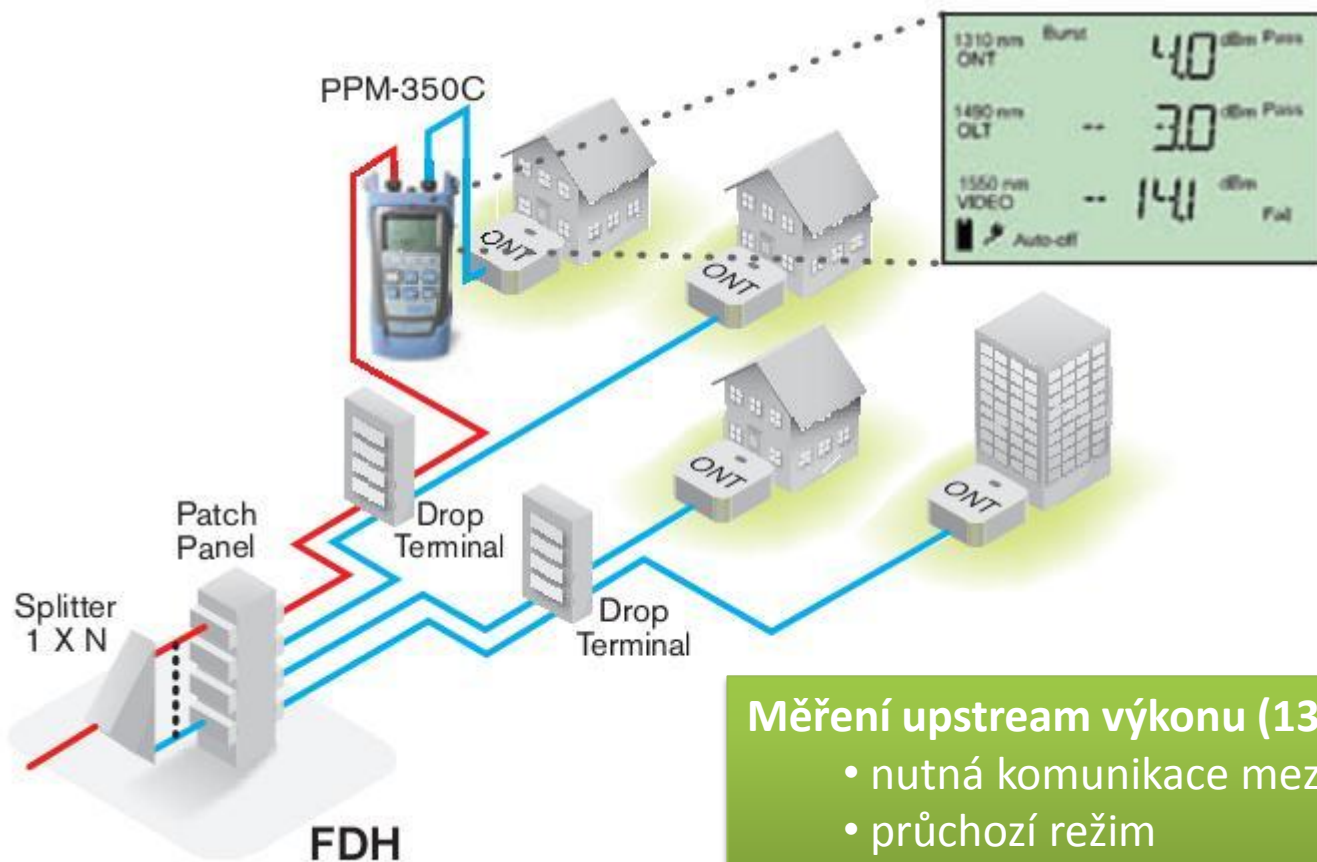 PPM-350C
1310 nm Burst 4.0 dBm Pass
ONT
1490 nm -- 3.0 dBm Pass
OLT
1550 nm -- 14.1 dBm
VIDEO Fail
Auto-off
ONT
ONT
ONT
ONT
Drop
Terminal
Patch
Panel
Drop
Terminal
Splitter
1 X N
FDH
Měření upstream výkonu (13
• nutná komunikace mez
• průchozí režim